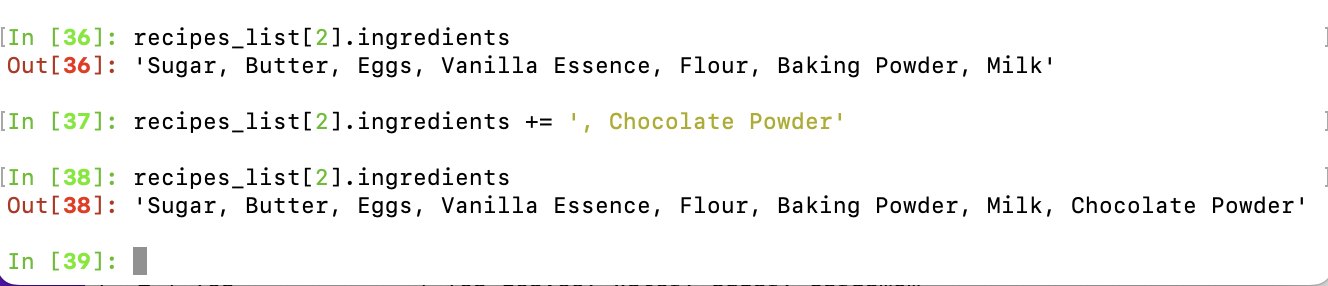 In [36]: recipes_list[2].ingredients
Out[36]: 'Sugar, Butter, Eggs, Vanilla Essence, Flour, Baking Powder, Milk'
In [37]: recipes_list[2].ingredients += ', Chocolate Powder'
In [38]: recipes_list[2].ingredients
Out[38]: 'Sugar, Butter, Eggs, Vanilla Essence, Flour, Baking Powder, Milk, Chocolate Powder'
In [39]: